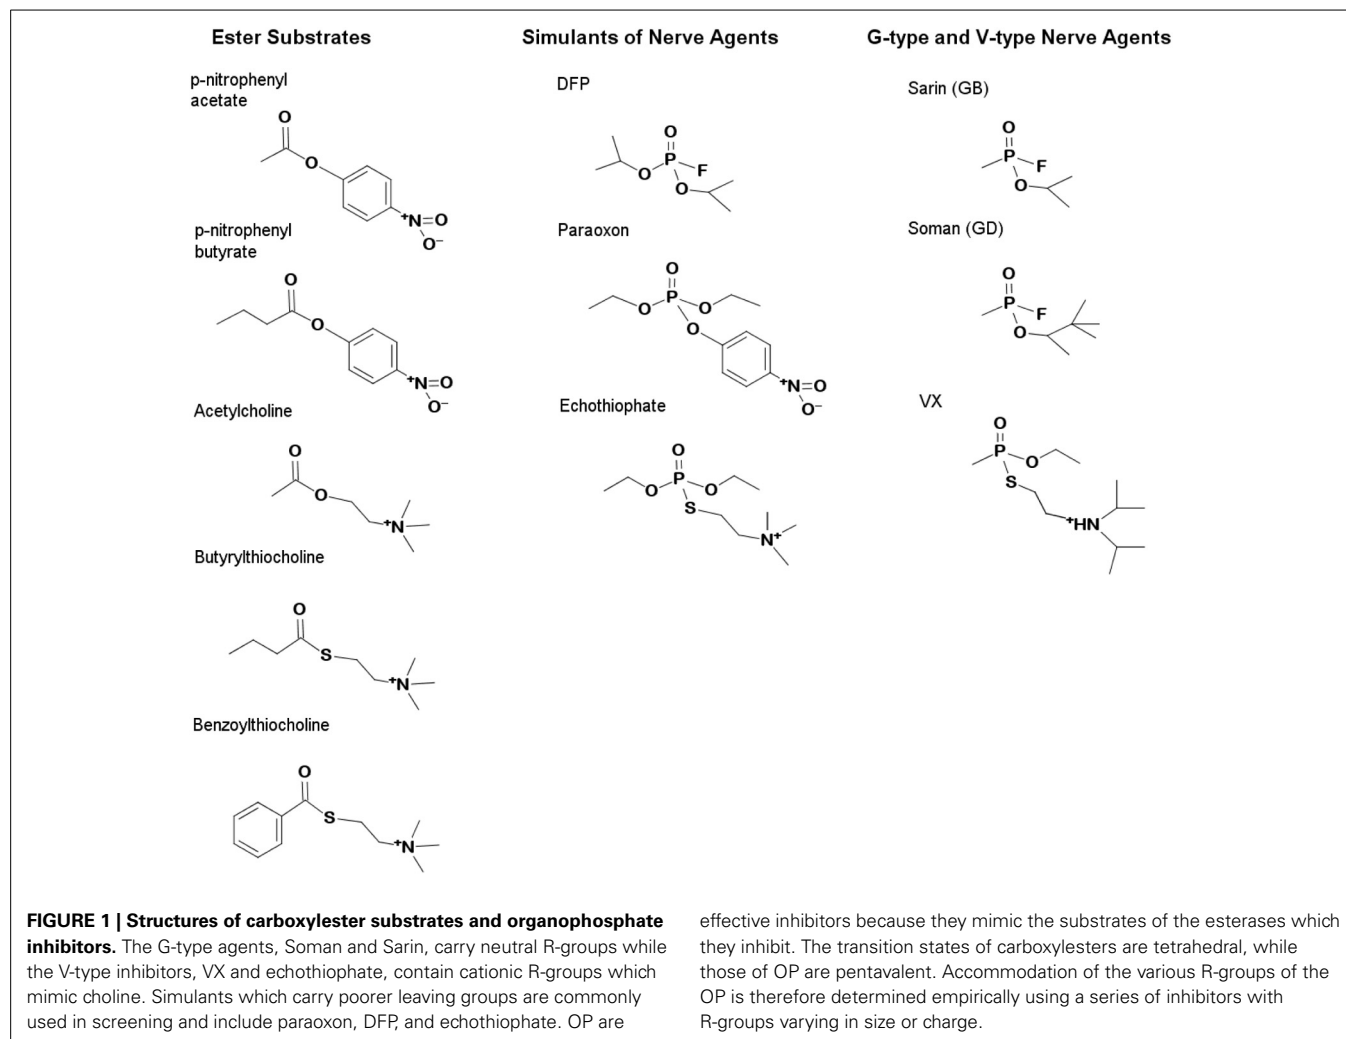 Ester Substrates
p-nitrophenyl
acetate
O
O
+N=O
O−
p-nitrophenyl
butyrate
O
O
+N=O
O−
Acetylcholine
O
O
+N
Butyrylthiocholine
O
S
+N
Benzoylthiocholine
O
S
+N
Simulants of Nerve Agents
DFP
O
P
F
O
O
Paraoxon
O
P
O
O
O
+N=O
O−
Echothiophate
O
P
O
O
S
N+
G-type and V-type Nerve Agents
Sarin (GB)
O
P
F
O
Soman (GD)
O
P
F
O
VX
O
P
O
S
+HN
FIGURE 1 | Structures of carboxylester substrates and organophosphate
inhibitors. The G-type agents, Soman and Sarin, carry neutral R-groups while
the V-type inhibitors, VX and echothiophate, contain cationic R-groups which
mimic choline. Simulants which carry poorer leaving groups are commonly
used in screening and include paraoxon, DFP, and echothiophate. OP are
effective inhibitors because they mimic the substrates of the esterases which
they inhibit. The transition states of carboxylesters are tetrahedral, while
those of OP are pentavalent. Accommodation of the various R-groups of the
OP is therefore determined empirically using a series of inhibitors with
R-groups varying in size or charge.